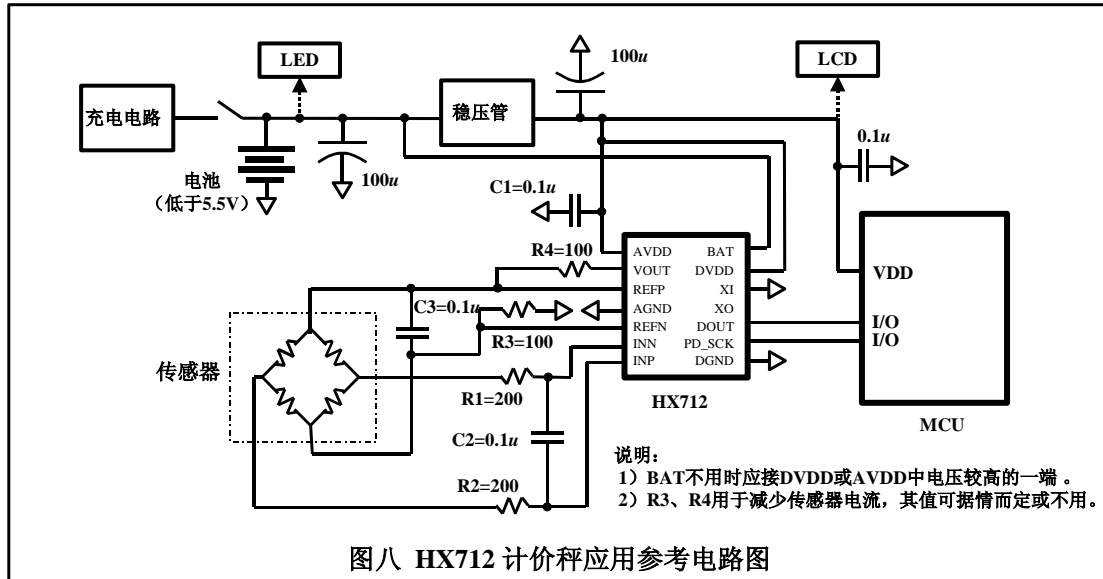 LED
100u
LCD
充电电路
稳压管
0.1u
电池
(低于5.5V)
100u
C1=0.1u
R4=100
AVDD
BAT
VOUT
DVDD
REFP
XI
AGND
XO
REFN
DOUT
INN
PD_SCK
INP
DGND
VDD
I/O
I/O
C3=0.1u
R3=100
传感器
R1=200
HX712
MCU
C2=0.1u
R2=200
说明:
1)BAT不用时应接DVDD或AVDD中电压较高的一端 。
2)R3、R4用于减少传感器电流,其值可据情而定或不用。
图八 HX712 计价秤应用参考电路图